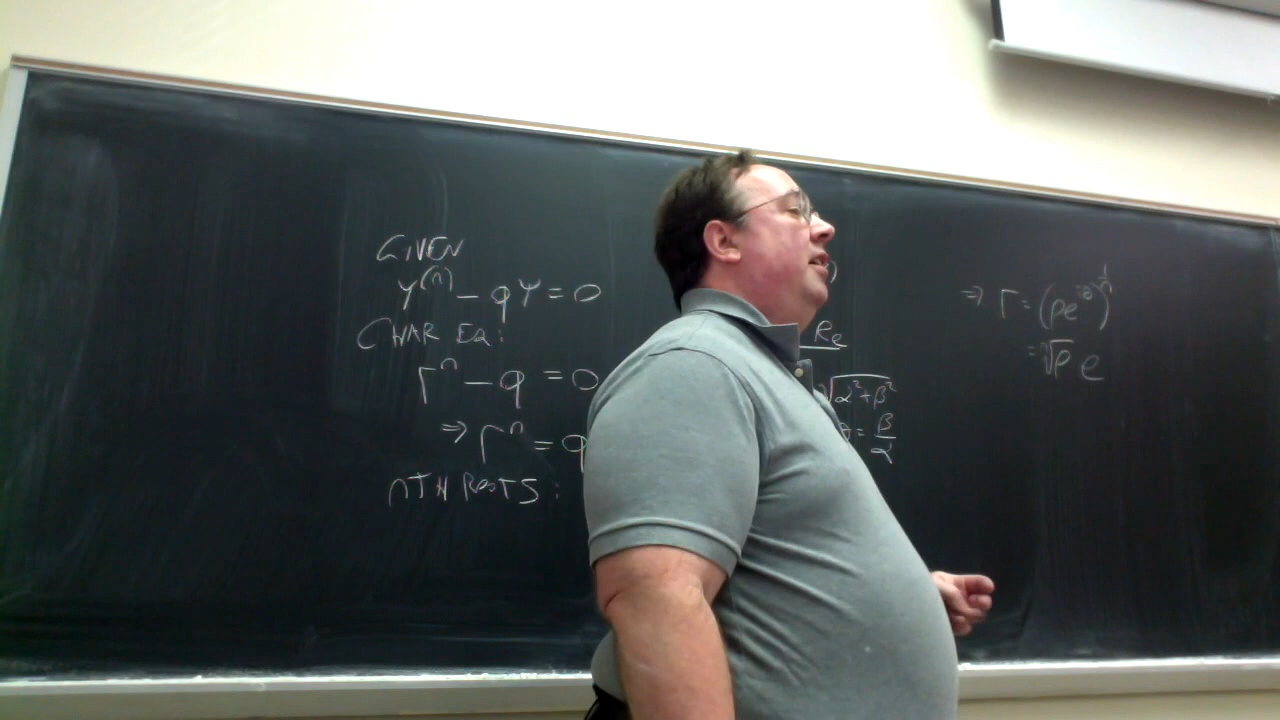 GIVEN
y^(n) - qy = 0
CHAR EQ:
r^n - q = 0
⇒ r^n = q
nTH ROOTS:
)
Re
√α²+β²
θ = β/α
⇒ r = (ρe^iθ)^1/n
= ⁿ√ρ e